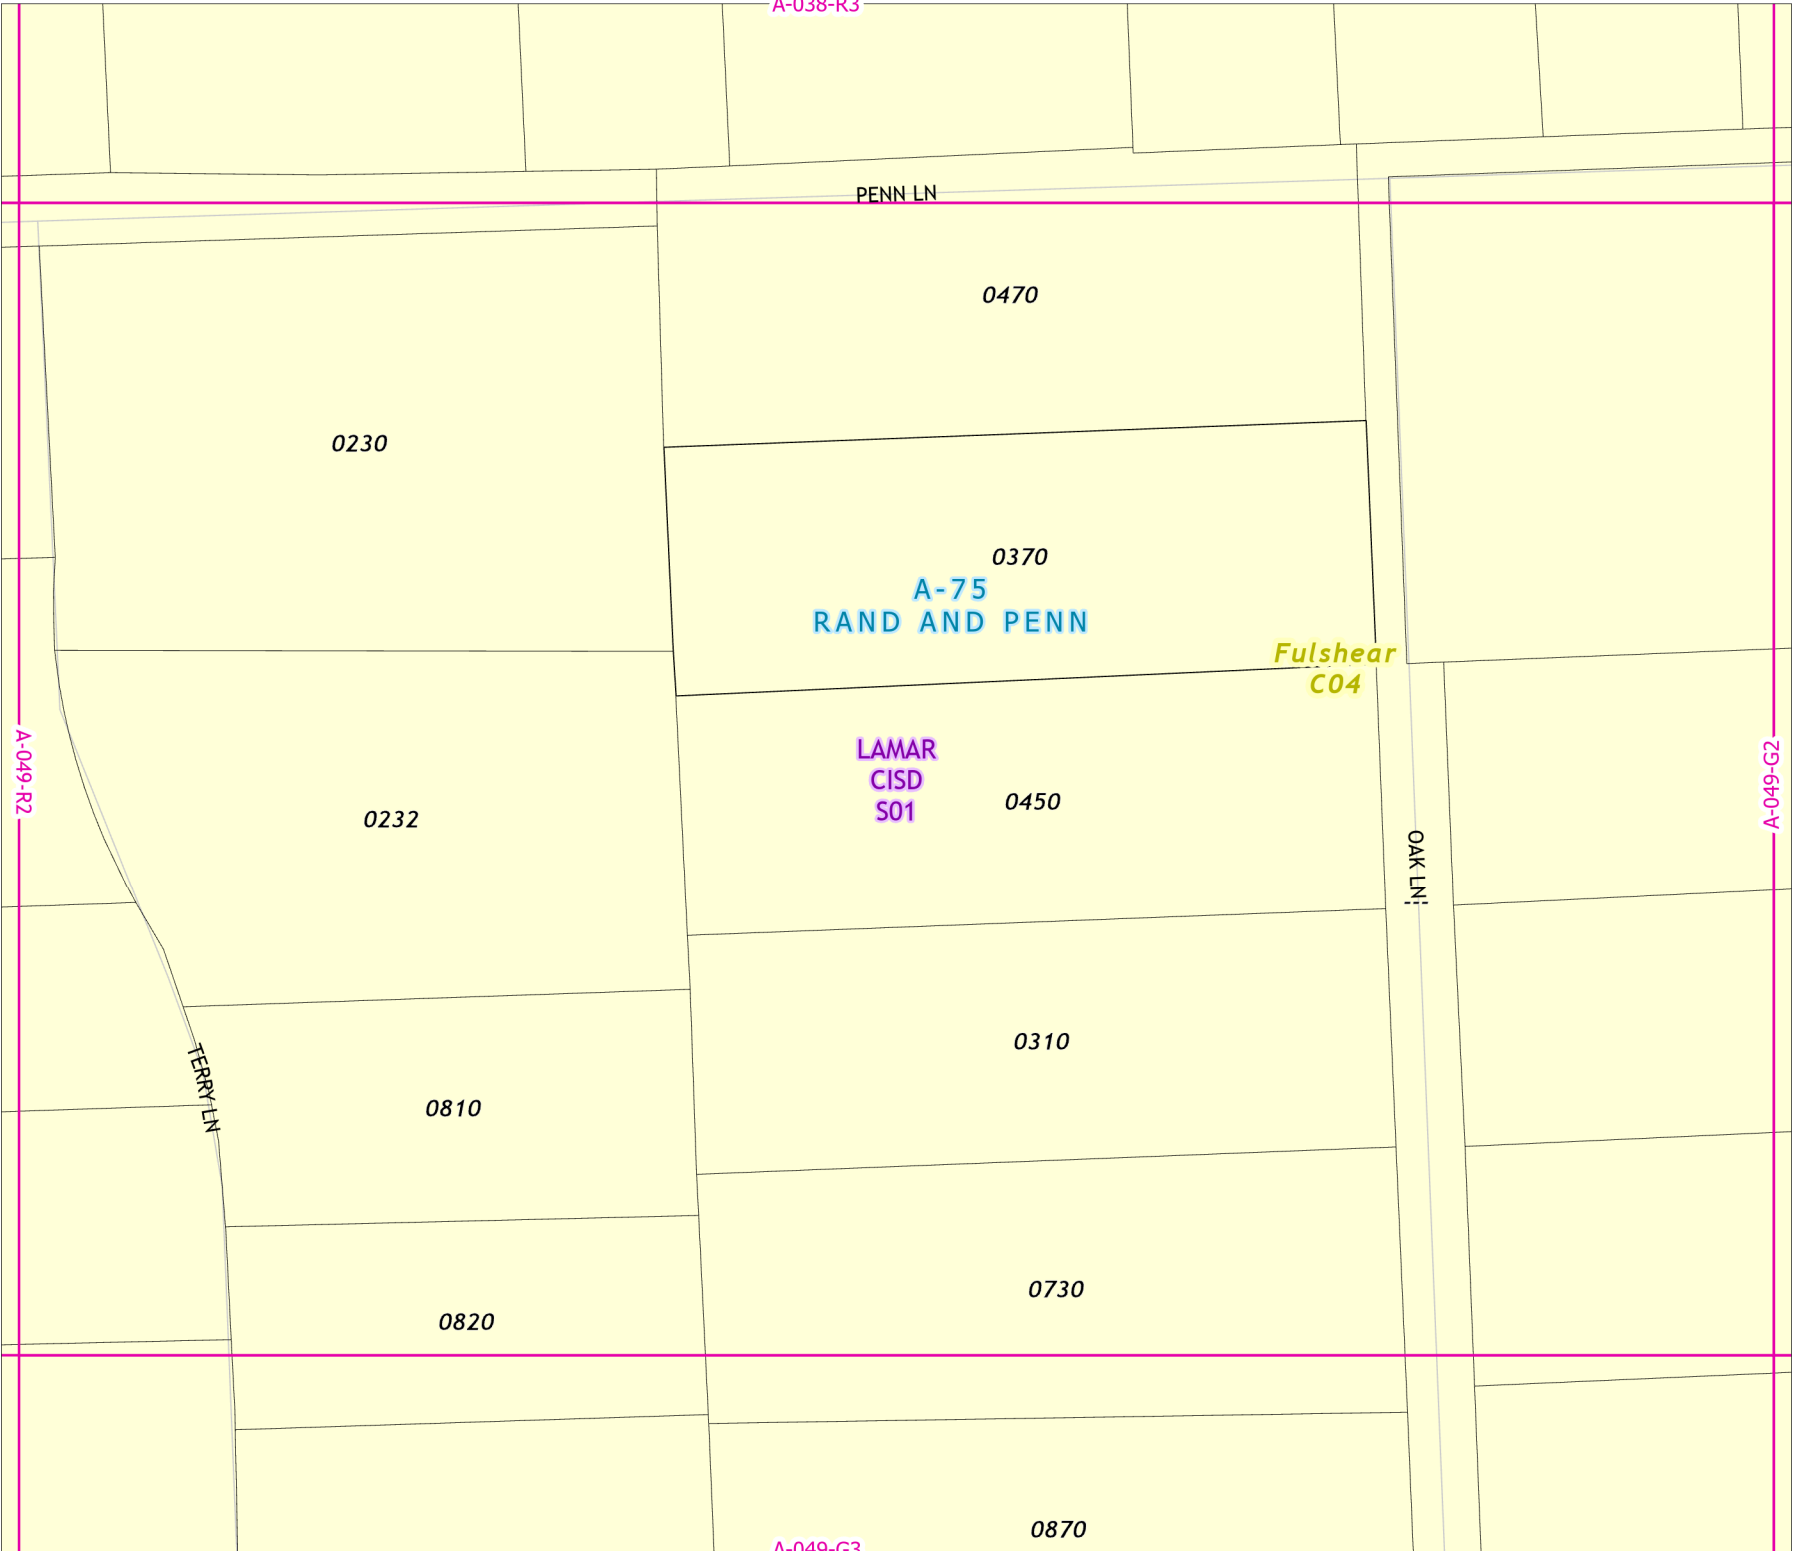 A-038-R3
PENN LN
0470
0230
0370
A-75
RAND AND PENN
Fulshear
C04
A-049-R2
LAMAR
CISD
S01
A-049-G2
0450
0232
OAK LN
0310
TERRY LN
0810
0730
0820
0870
A-049-G3